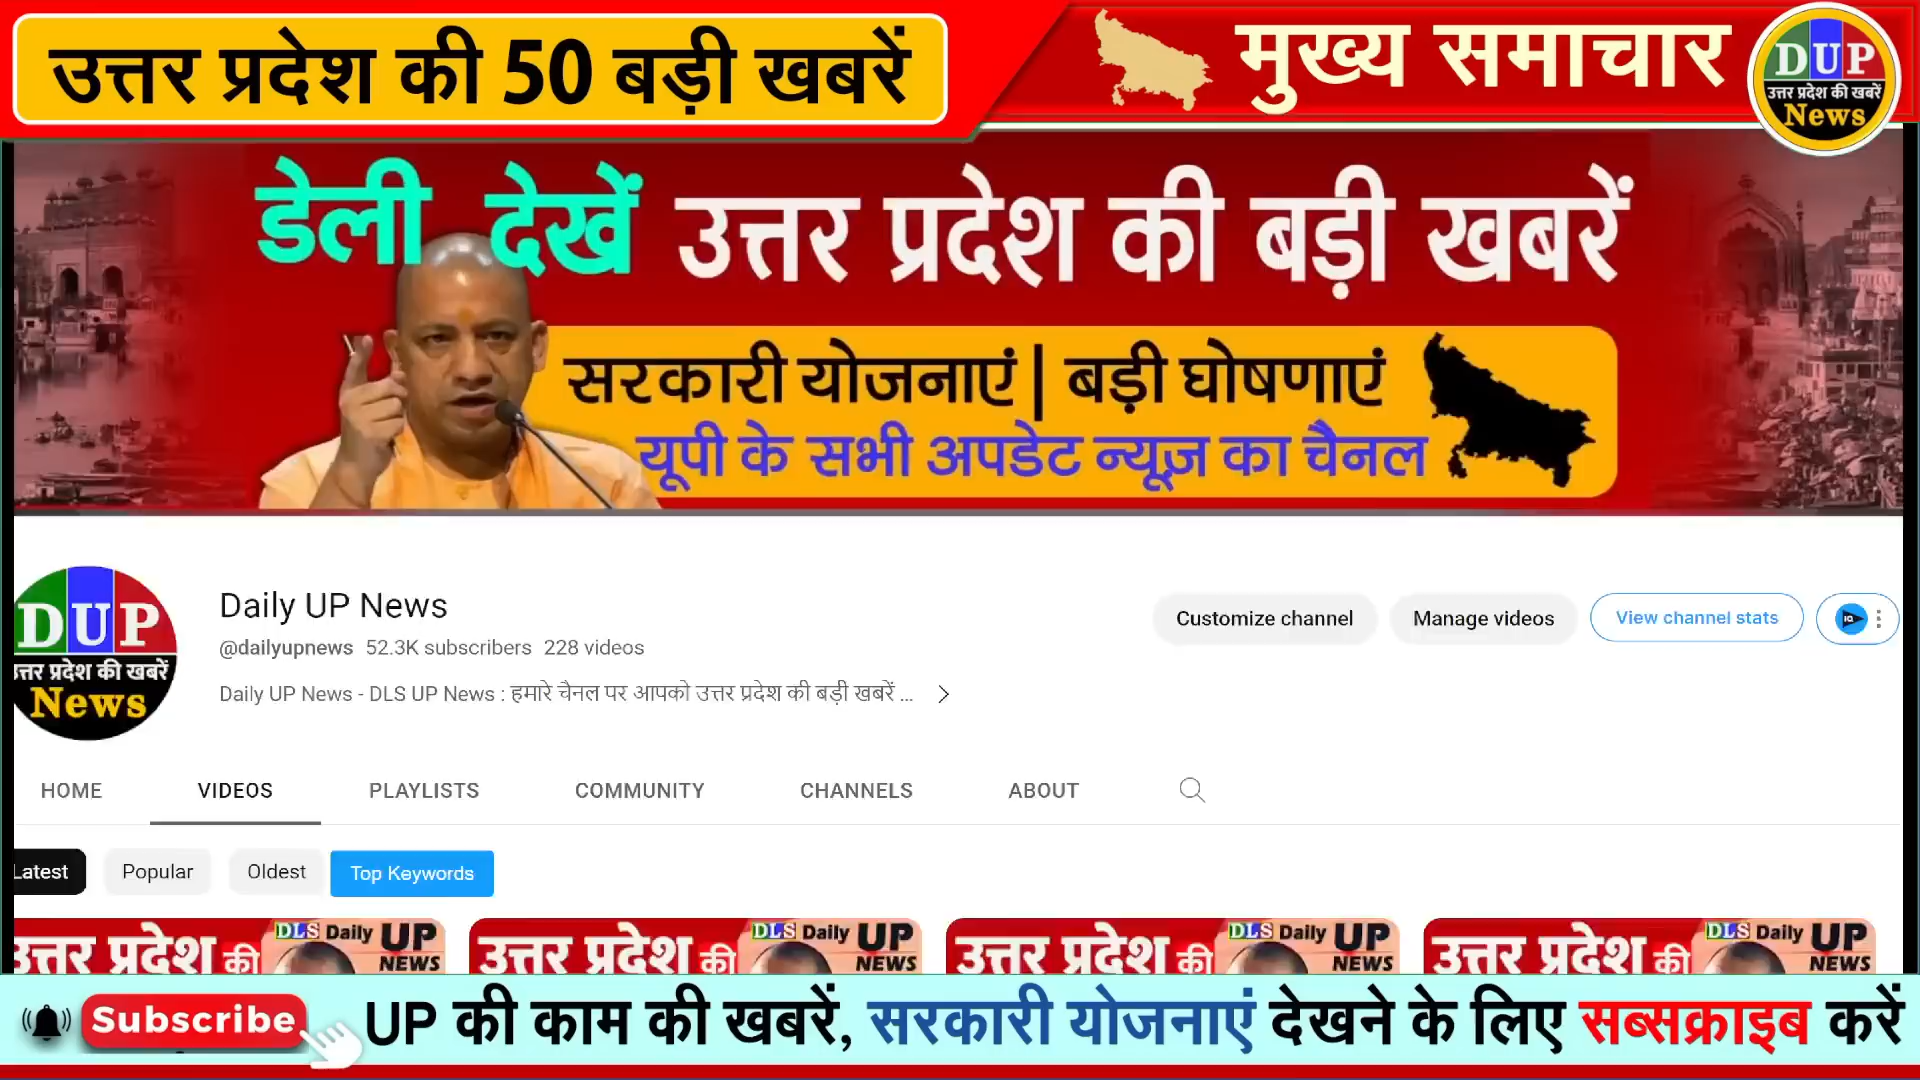 उत्तर प्रदेश की 50 बड़ी खबरें
मुख्य समाचार
DUP
उत्तर प्रदेश की खबरें
News
डेली देखें उत्तर प्रदेश की बड़ी खबरें
सरकारी योजनाएं | बड़ी घोषणाएं
यूपी के सभी अपडेट न्यूज़ का चैनल
DUP
उत्तर प्रदेश की खबरें
News
Daily UP News
@dailyupnews 52.3K subscribers 228 videos
Daily UP News - DLS UP News : हमारे चैनल पर आपको उत्तर प्रदेश की बड़ी खबरें ...
Customize channel
Manage videos
View channel stats
HOME VIDEOS PLAYLISTS COMMUNITY CHANNELS ABOUT
Latest Popular Oldest Top Keywords
उत्तर प्रदेश की DLS Daily UP NEWS
उत्तर प्रदेश की DLS Daily UP NEWS
उत्तर प्रदेश की DLS Daily UP NEWS
उत्तर प्रदेश की DLS Daily UP NEWS
Subscribe
UP की काम की खबरें, सरकारी योजनाएं देखने के लिए सब्सक्राइब करें